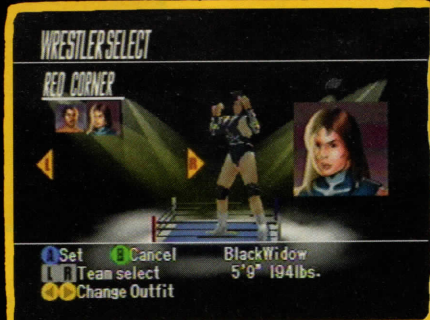 WRESTLER SELECT
RED CORNER
L R
A Set B Cancel BlackWidow
L R Team select 5'9" 194lbs.
Change Outfit